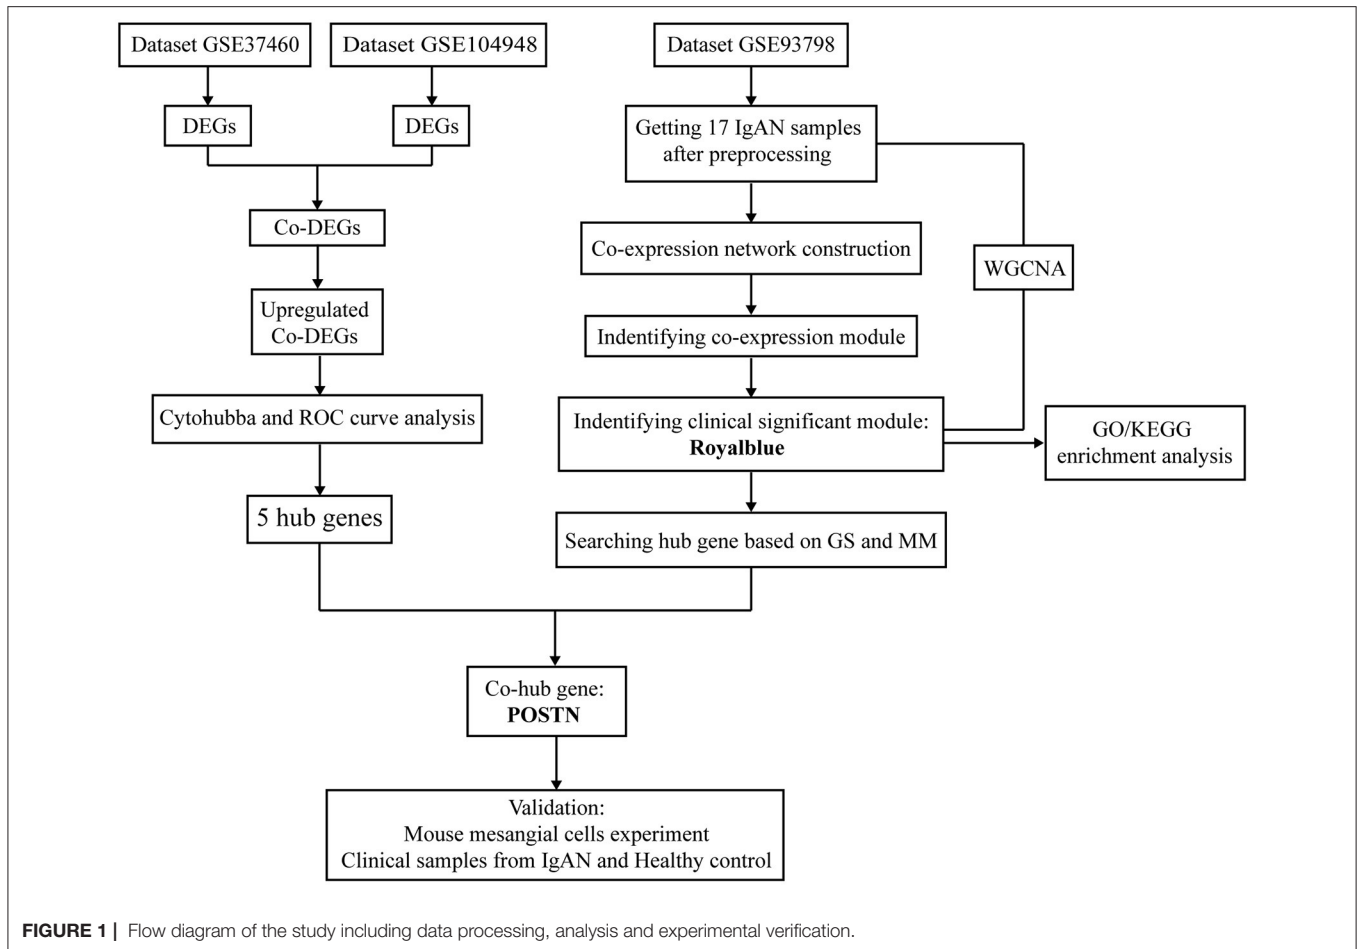 Dataset GSE37460
Dataset GSE104948
Dataset GSE93798
DEGs
DEGs
Getting 17 IgAN samples
after preprocessing
Co-DEGs
Co-expression network construction
WGCNA
Upregulated
Co-DEGs
Indentifying co-expression module
Cytohubba and ROC curve analysis
Indentifying clinical significant module:
Royalblue
GO/KEGG
enrichment analysis
5 hub genes
Searching hub gene based on GS and MM
Co-hub gene:
POSTN
Validation:
Mouse mesangial cells experiment
Clinical samples from IgAN and Healthy control
FIGURE 1 | Flow diagram of the study including data processing, analysis and experimental verification.